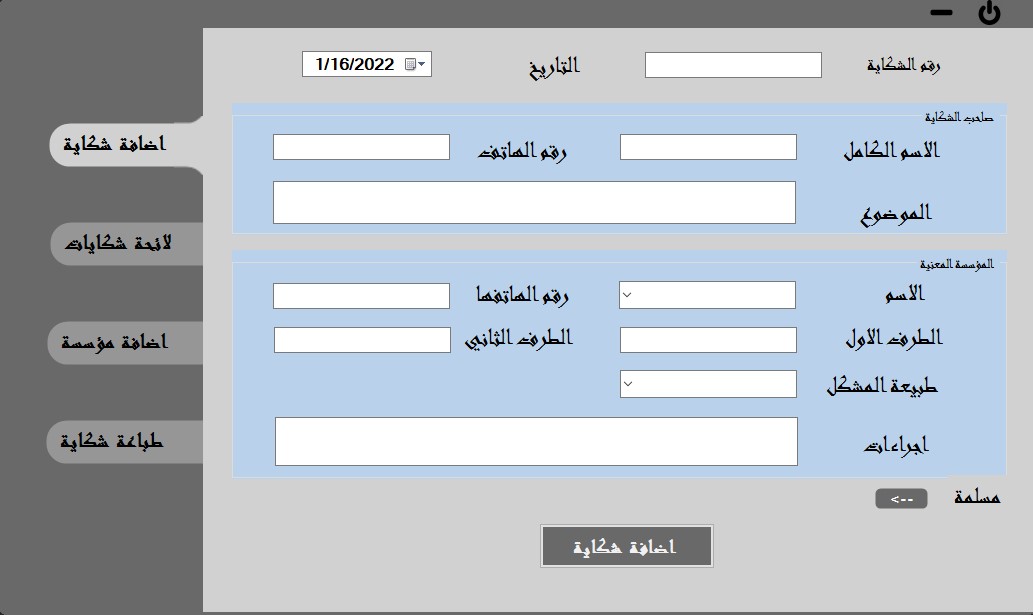 رقم الشكاية
التاريخ 1/16/2022
صاحب الشكاية
الاسم الكامل
رقم الهاتف
الموضوع
المؤسسة المعنية
الاسم
رقم الهاتفها
الطرف الاول
الطرف الثاني
طبيعة المشكل
اجراءات
مسلمة
<--
اضافة شكاية
اضافة شكاية
لائحة شكايات
اضافة مؤسسة
طباعة شكاية